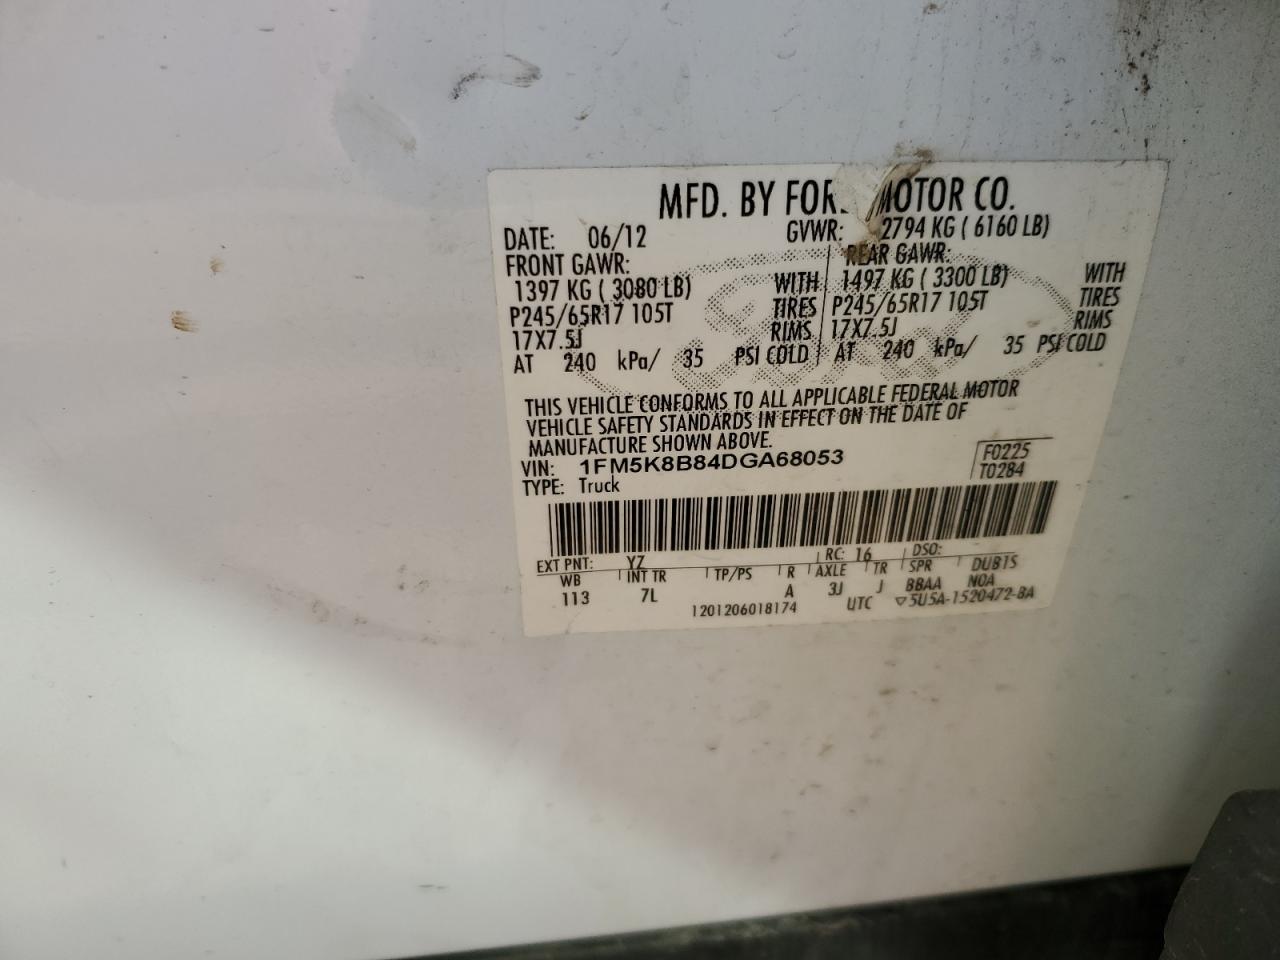 MFD. BY FOR MOTOR CO.
DATE: 06/12 GVWR: 2794 KG ( 6160 LB)
FRONT GAWR: REAR GAWR:
1397 KG ( 3080 LB) WITH 1497 KG ( 3300 LB) WITH
P245/65R17 105T TIRES P245/65R17 105T TIRES
17X7.5J RIMS 17X7.5J RIMS
AT 240 kPa/ 35 PSI COLD AT 240 kPa/ 35 PSI COLD
THIS VEHICLE CONFORMS TO ALL APPLICABLE FEDERAL MOTOR
VEHICLE SAFETY STANDARDS IN EFFECT ON THE DATE OF
MANUFACTURE SHOWN ABOVE.
VIN: 1FM5K8B84DGA68053 F0225
TYPE: Truck T0284
EXT PNT: YZ RC: 16 DSO:
WB INT TR TP/PS R AXLE TR SPR DUB15
113 7L A 3J J BBAA NOA
1201206018174 UTC ▽5U5A-1520472-BA